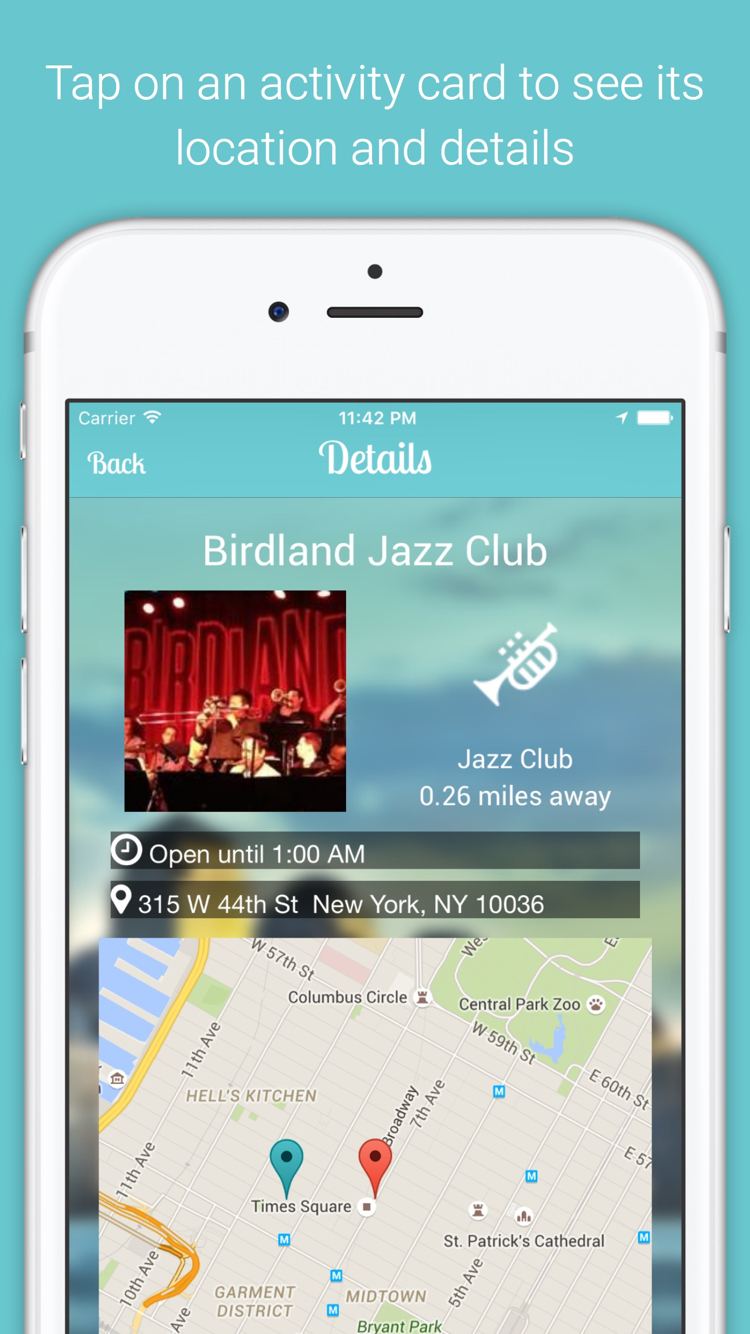 Tap on an activity card to see its
location and details
Carrier 11:42 PM
Back Details
Birdland Jazz Club
BIRDLAND
Jazz Club
0.26 miles away
Open until 1:00 AM
315 W 44th St New York, NY 10036
W 57th St
Columbus Circle
Central Park Zoo
W 59th St
11th Ave
E 60th St
HELL'S KITCHEN
Broadway
7th Ave
M
E 57
11th Ave
M
Times Square
M
St. Patrick's Cathedral
M
10th Ave
M
5th Ave
GARMENT
DISTRICT
MIDTOWN
M
Ave
Bryant Park